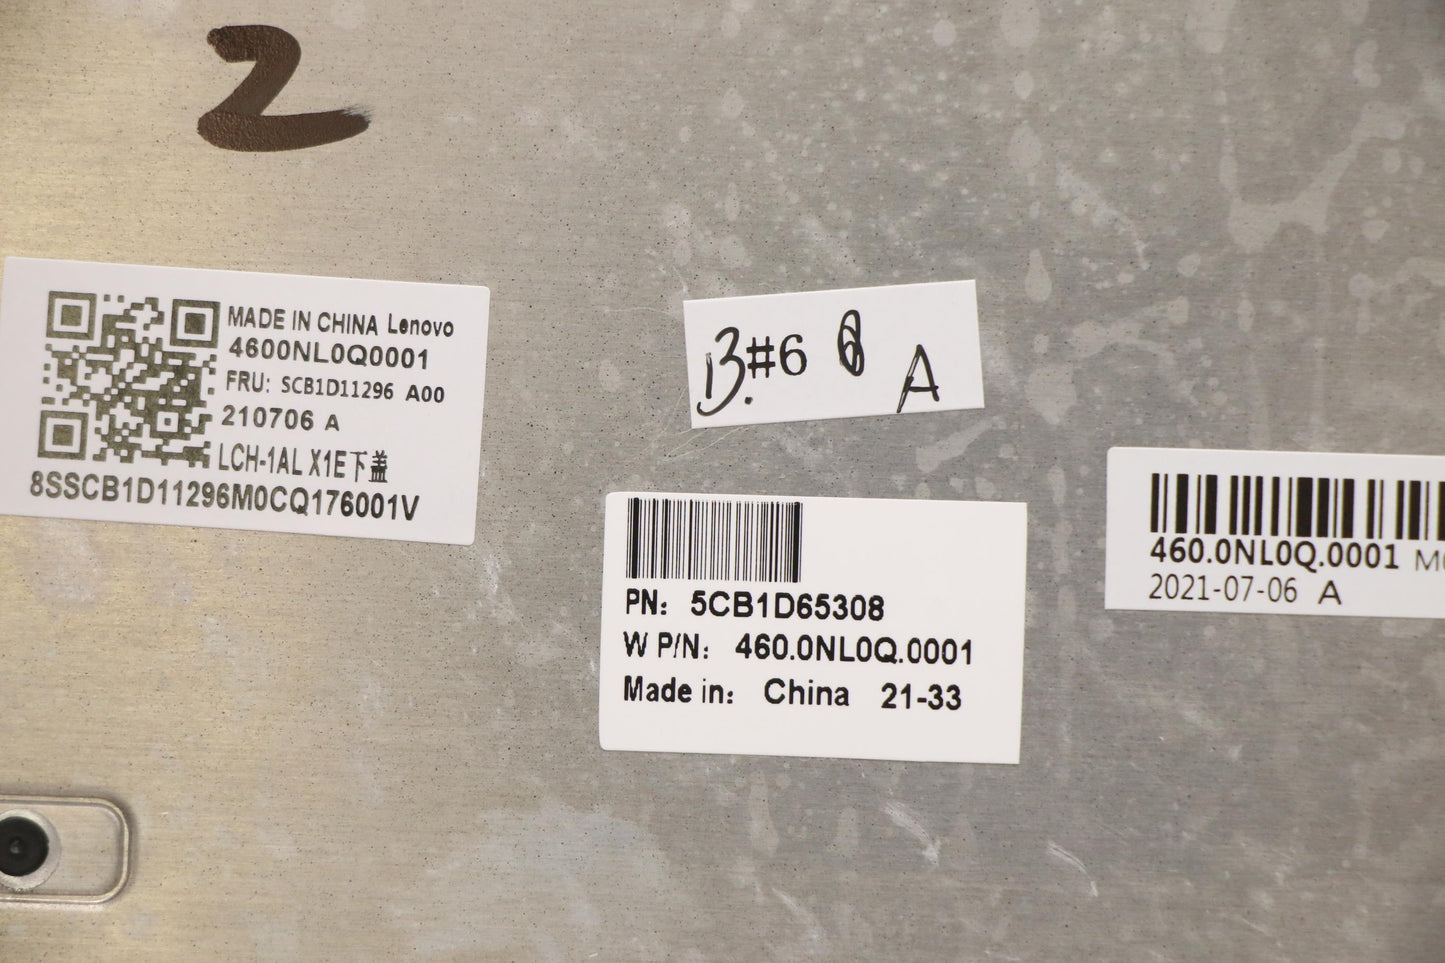 2
MADE IN CHINA Lenovo
4600NL0Q0001
FRU: SCB1D11296 A00
210706 A
LCH-1AL X1E下盖
8SSCB1D11296M0CQ176001V
#6
A
PN: 5CB1D65308
W P/N: 460.0NL0Q.0001
Made in: China 21-33
460.0NL0Q.0001
2021-07-06 A